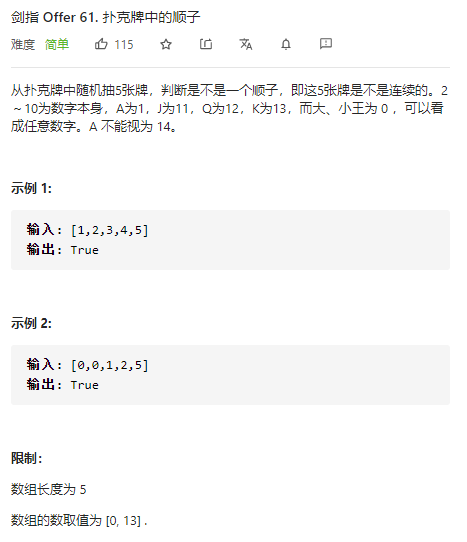 剑指 Offer 61. 扑克牌中的顺子
难度 简单 115
从扑克牌中随机抽5张牌，判断是不是一个顺子，即这5张牌是不是连续的。2
～10为数字本身，A为1，J为11，Q为12，K为13，而大、小王为 0 ，可以看
成任意数字。A 不能视为 14。
示例 1:
输入: [1,2,3,4,5]
输出: True
示例 2:
输入: [0,0,1,2,5]
输出: True
限制：
数组长度为 5
数组的数取值为 [0, 13] .